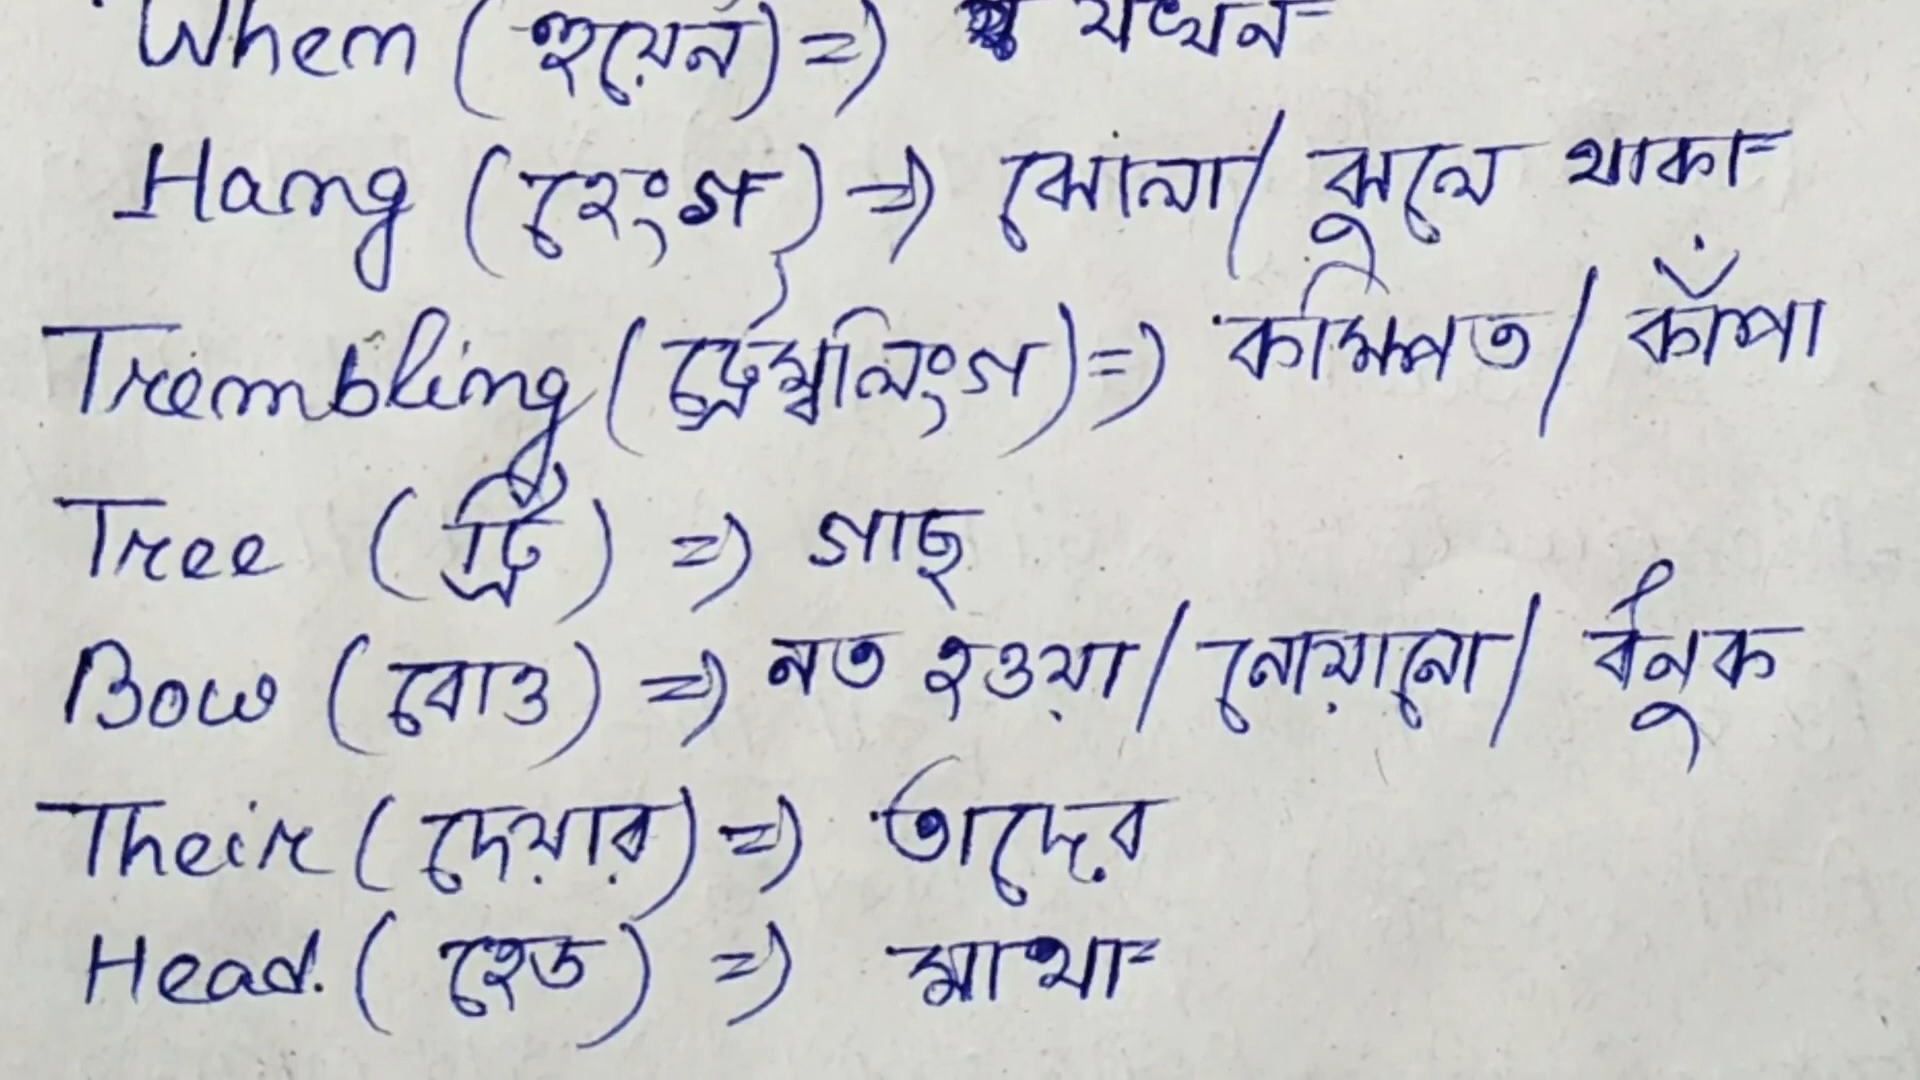 When (হুয়েন) => যখন
Hang (হেংগ) => ঝোলা/ ঝুলে থাকা
Trembling (ট্রেম্বলিংগ) => কম্পিত / কাঁপা
Tree (ট্রি) => গাছ
Bow (বোও) => নত হওয়া/ নোয়ানো/ র্ধনুক
Their (দেয়ার) => তাদের
Head. (হেড) => মাথা